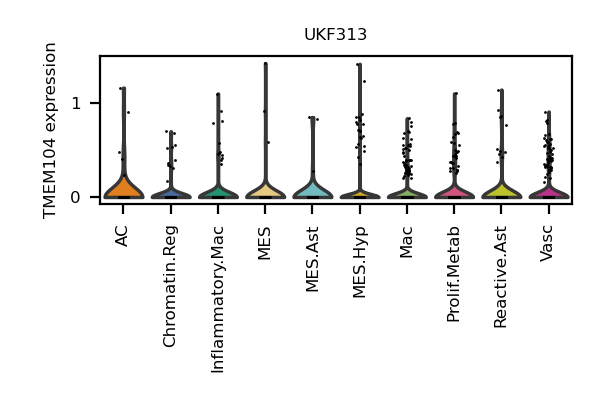 UKF313
TMEM104 expression
1
0
AC
Chromatin.Reg
Inflammatory.Mac
MES
MES.Ast
MES.Hyp
Mac
Prolif.Metab
Reactive.Ast
Vasc